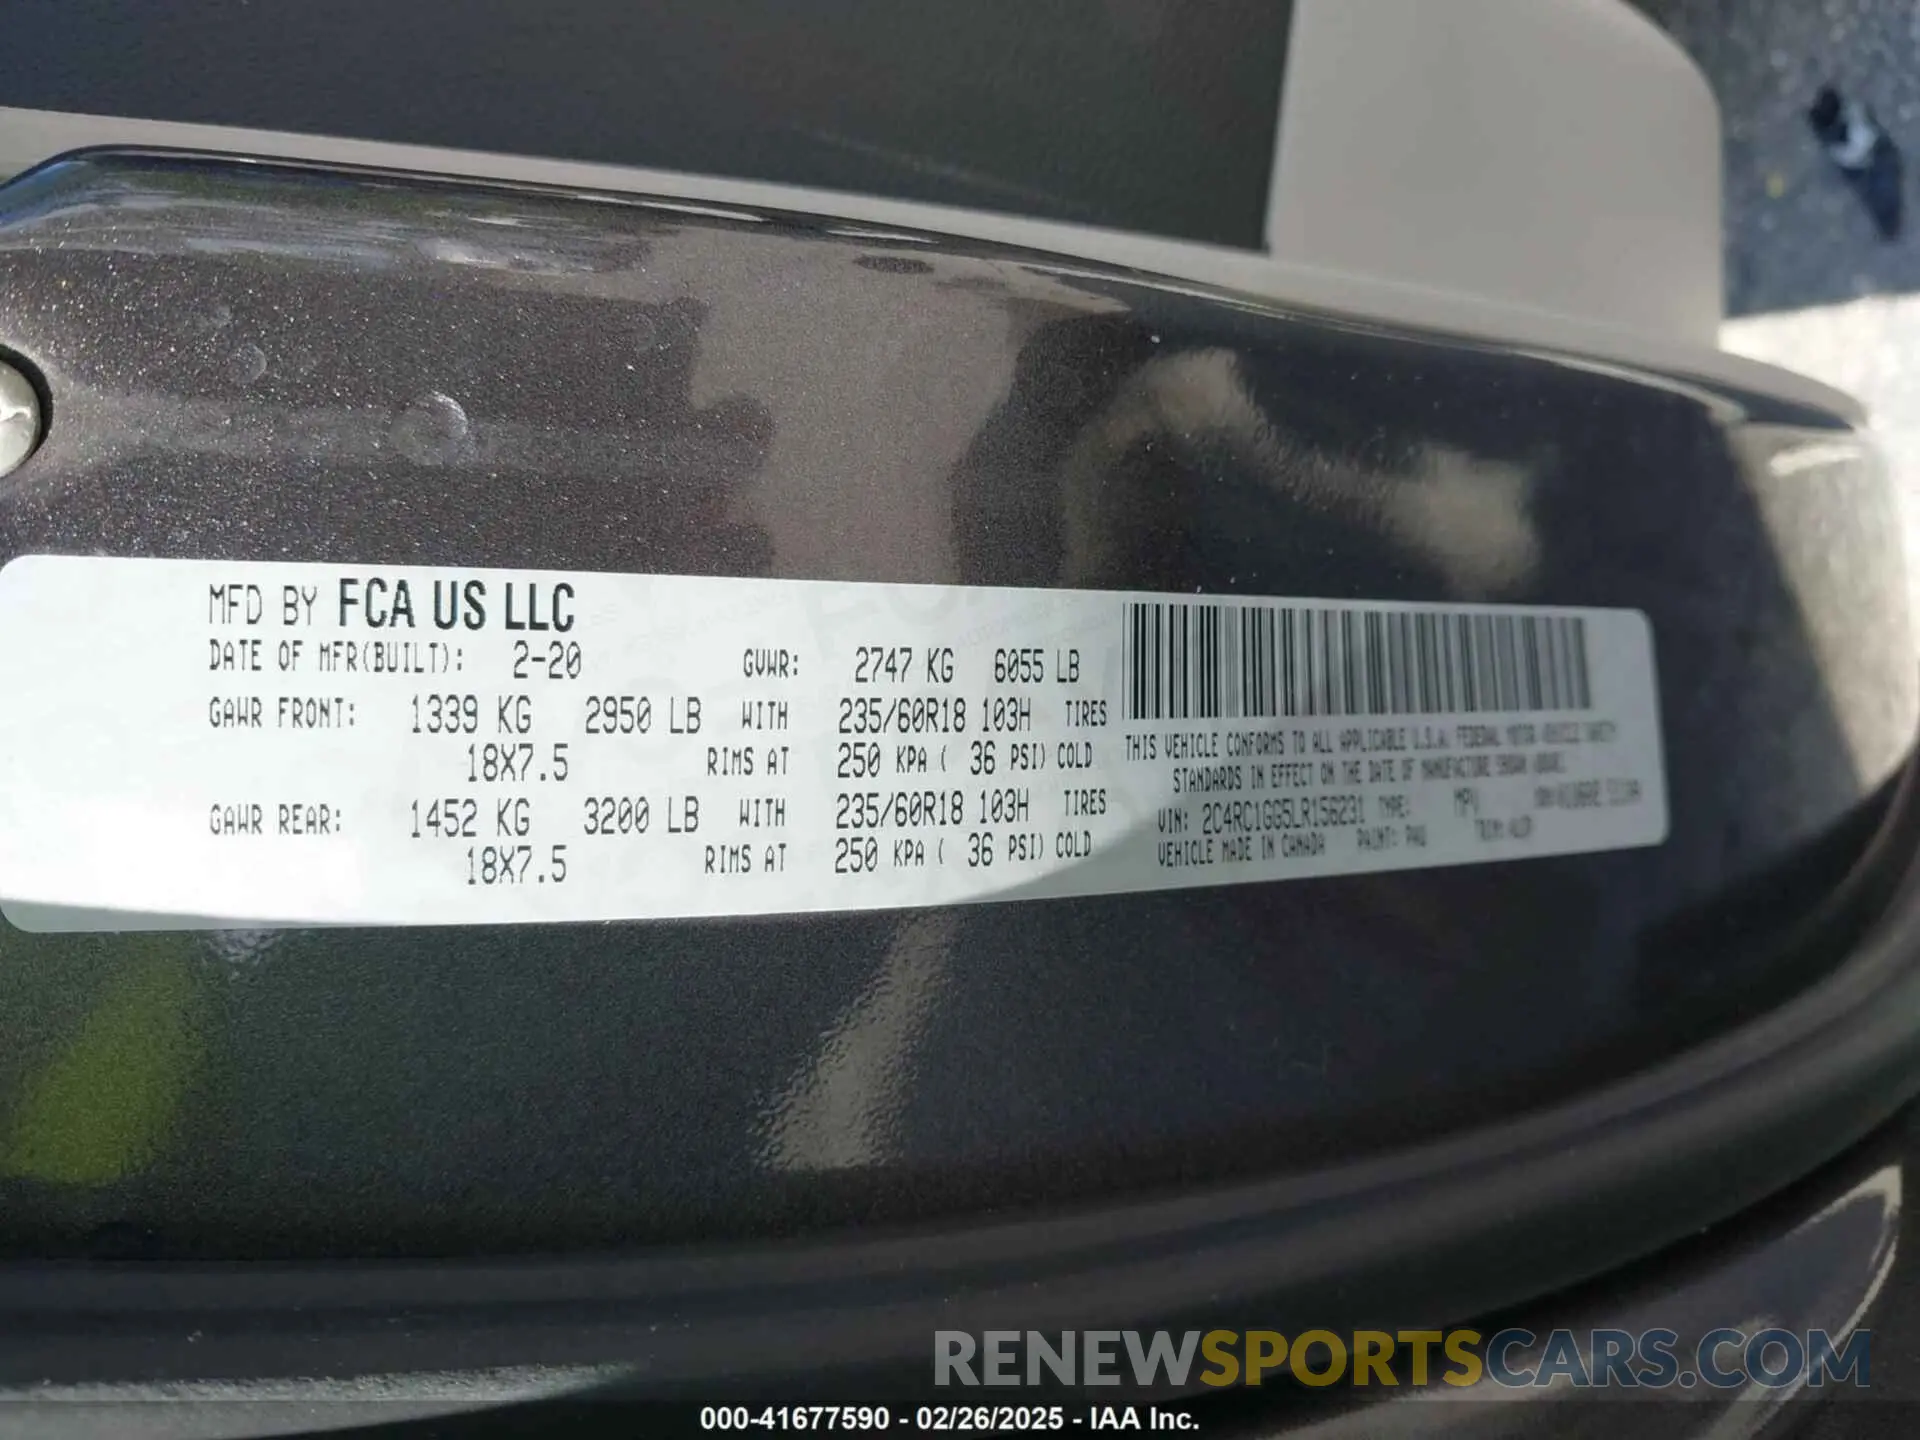 MFD BY FCA US LLC
DATE OF MFR(BUILT): 2-20 GVWR: 2747 KG 6055 LB
GAWR FRONT: 1339 KG 2950 LB WITH 235/60R18 103H TIRES
18X7.5 RIMS AT 250 KPA ( 36 PSI) COLD
GAWR REAR: 1452 KG 3200 LB WITH 235/60R18 103H TIRES
18X7.5 RIMS AT 250 KPA ( 36 PSI) COLD
THIS VEHICLE CONFORMS TO ALL APPLICABLE U.S.A. FEDERAL MOTOR VEHICLE SAFETY
STANDARDS IN EFFECT ON THE DATE OF MANUFACTURE SHOWN ABOVE.
VIN: 2C4RC1GG5LR156231 TYPE: MPV
VEHICLE MADE IN CANADA PAINT: PAU TRIM:
RENEWSPORTSCARS.COM
000-41677590 - 02/26/2025 - IAA Inc.